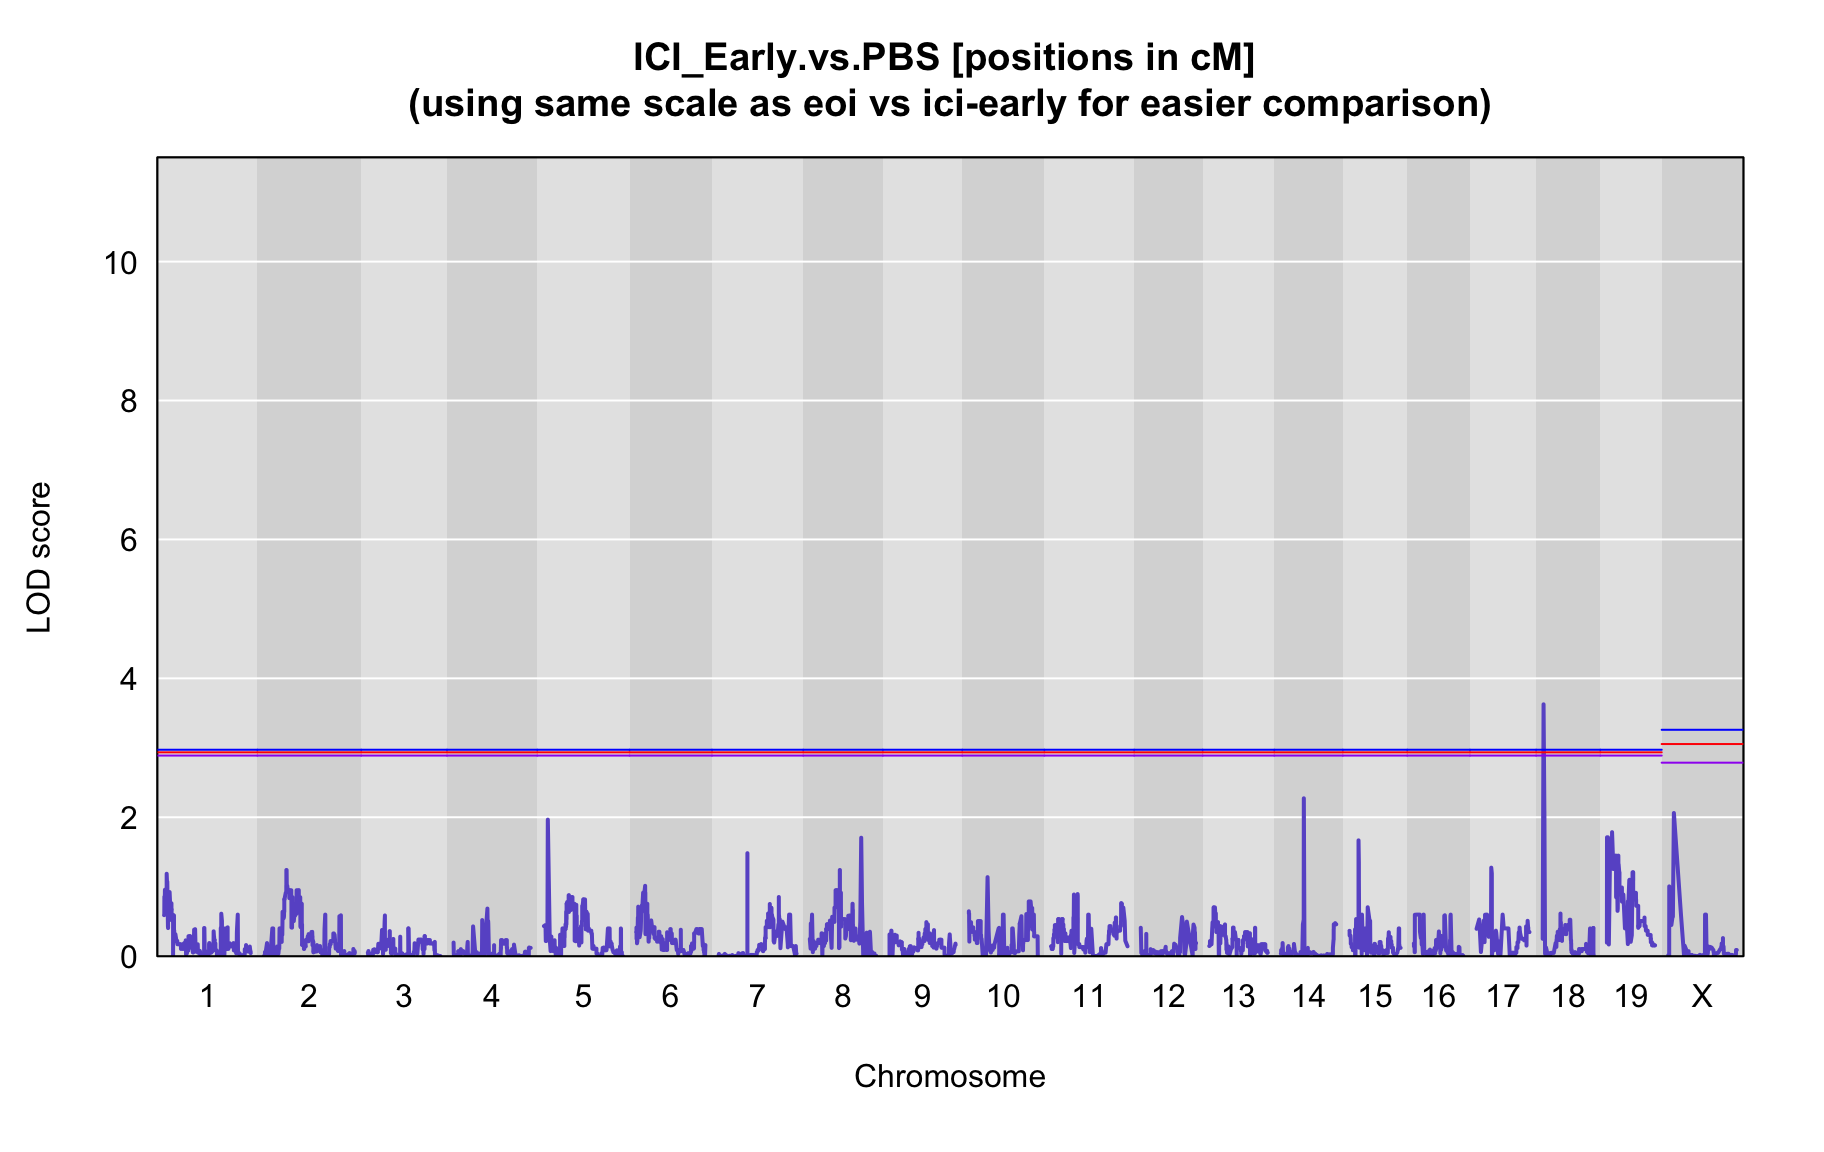 ICI_Early.vs.PBS [positions in cM]
(using same scale as eoi vs ici-early for easier comparison)
10
8
6
4
2
0
LOD score
1 2 3 4 5 6 7 8 9 10 11 12 13 14 15 16 17 18 19 X
Chromosome